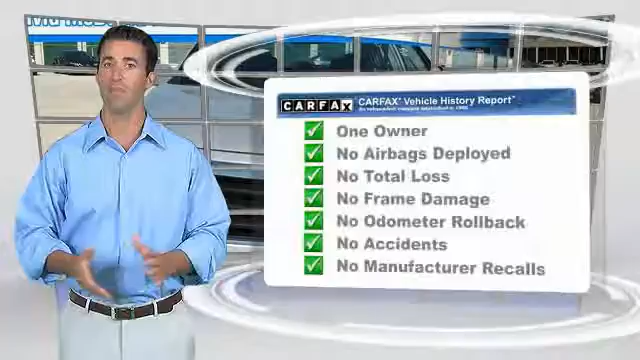 CARFAX
CARFAX Vehicle History Report
One Owner
No Airbags Deployed
No Total Loss
No Frame Damage
No Odometer Rollback
No Accidents
No Manufacturer Recalls